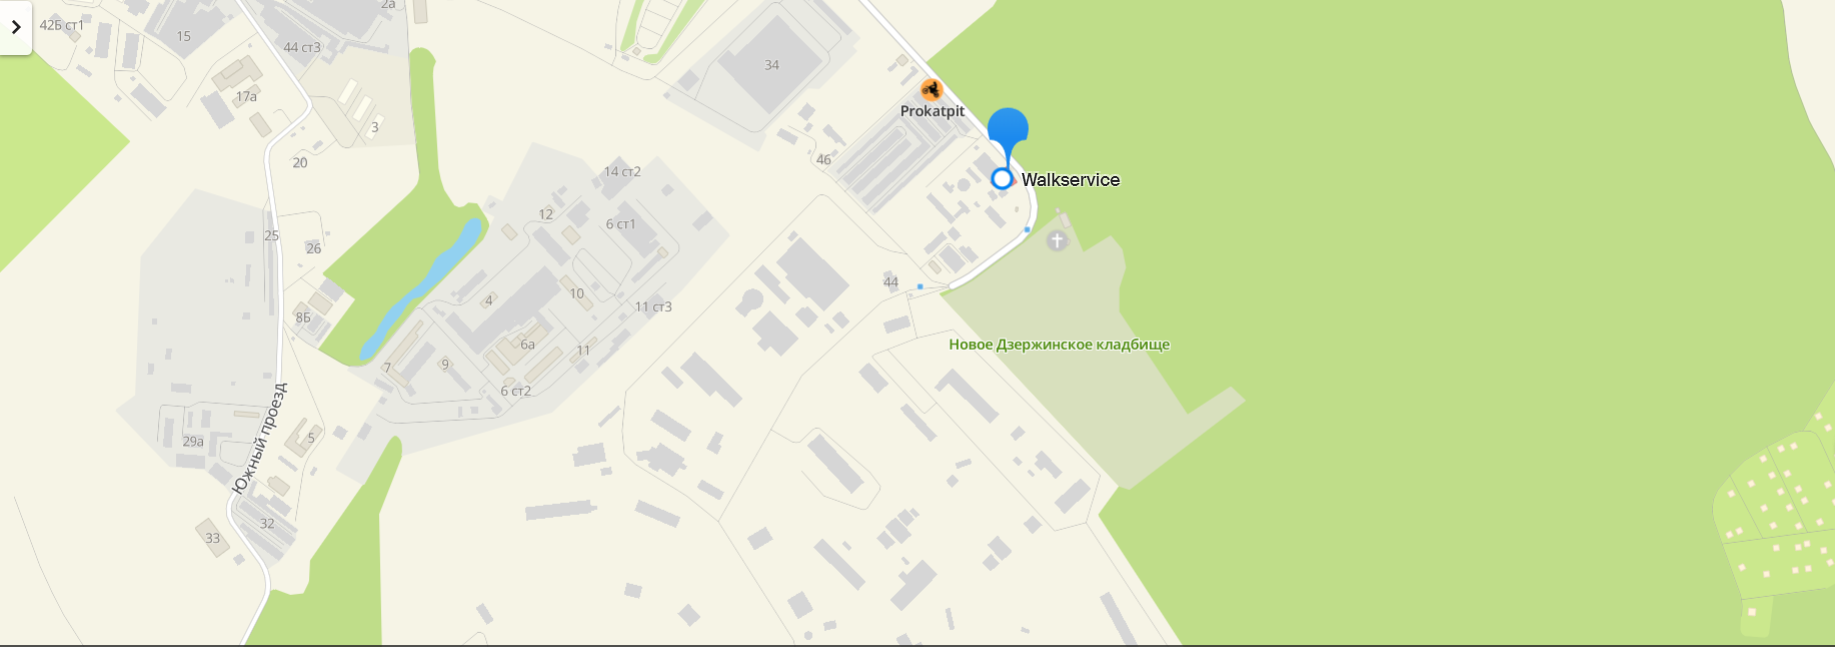 2а
42Б ст1
15
44 ст3
34
17а
Prokatpit
3
46
20
14 ст2
Walkservice
12
6 ст1
25
26
44
4
10
11 ст3
8Б
6а
11
Новое Дзержинское кладбище
7
9
6 ст2
Южный проезд
5
29а
32
33